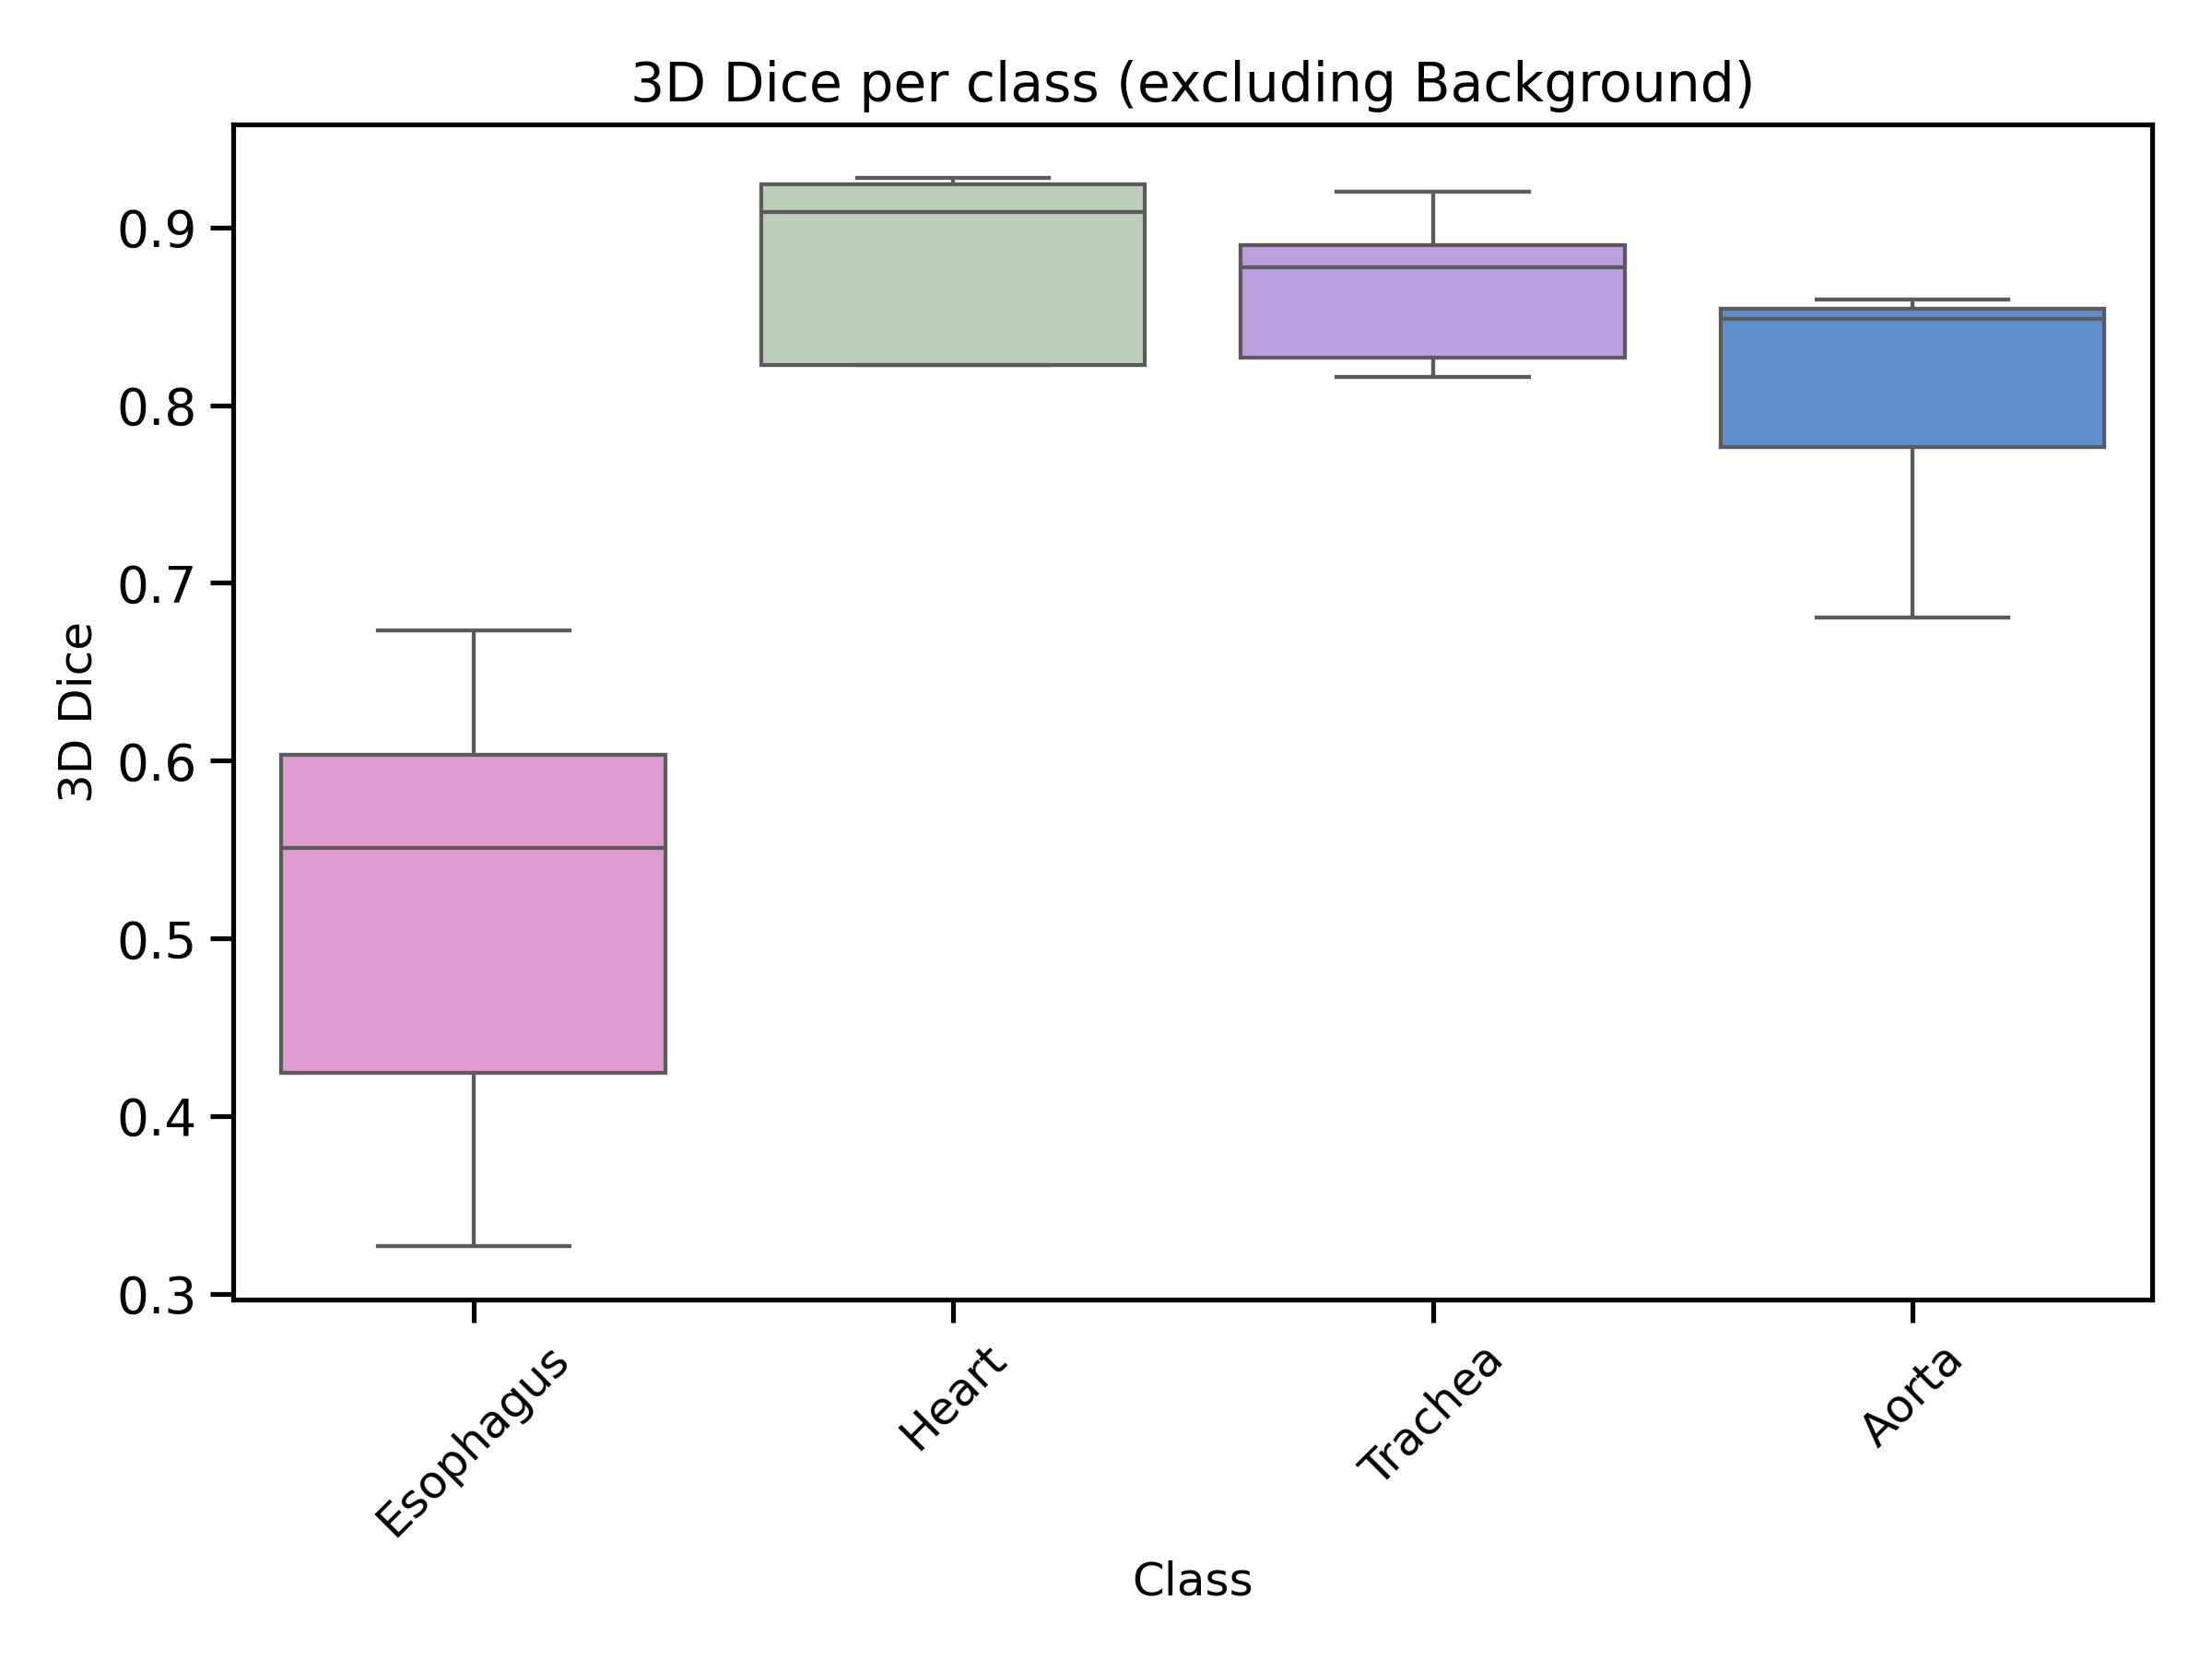 3D Dice per class (excluding Background)
3D Dice
0.9
0.8
0.7
0.6
0.5
0.4
0.3
Esophagus
Heart
Trachea
Aorta
Class